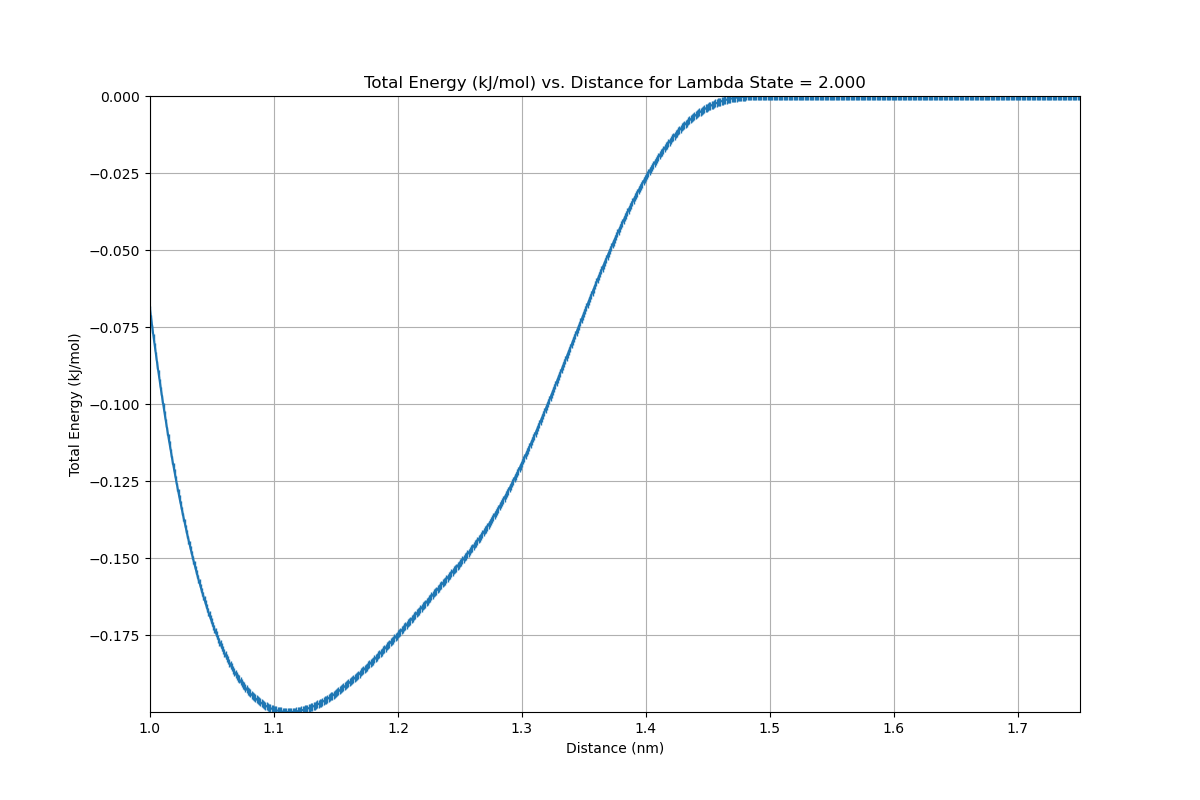 Total Energy (kJ/mol) vs. Distance for Lambda State = 2.000
0.000
−0.025
−0.050
−0.075
−0.100
−0.125
−0.150
−0.175
Total Energy (kJ/mol)
1.0 1.1 1.2 1.3 1.4 1.5 1.6 1.7
Distance (nm)